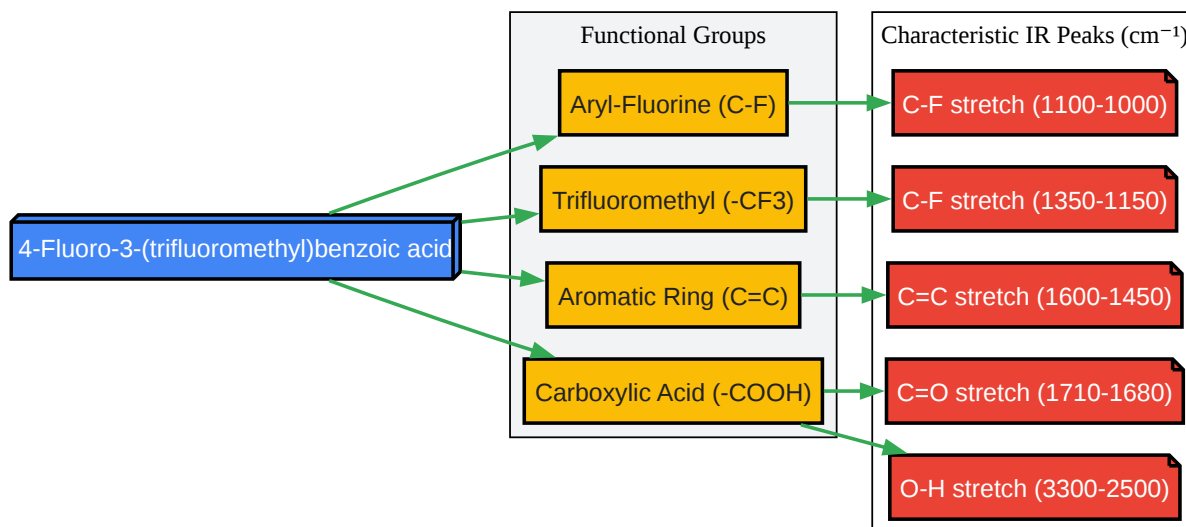 Functional Groups
Characteristic IR Peaks (cm⁻¹)
4-Fluoro-3-(trifluoromethyl)benzoic acid
Aryl-Fluorine (C-F)
C-F stretch (1100-1000)
Trifluoromethyl (-CF3)
C-F stretch (1350-1150)
Aromatic Ring (C=C)
C=C stretch (1600-1450)
Carboxylic Acid (-COOH)
C=O stretch (1710-1680)
O-H stretch (3300-2500)